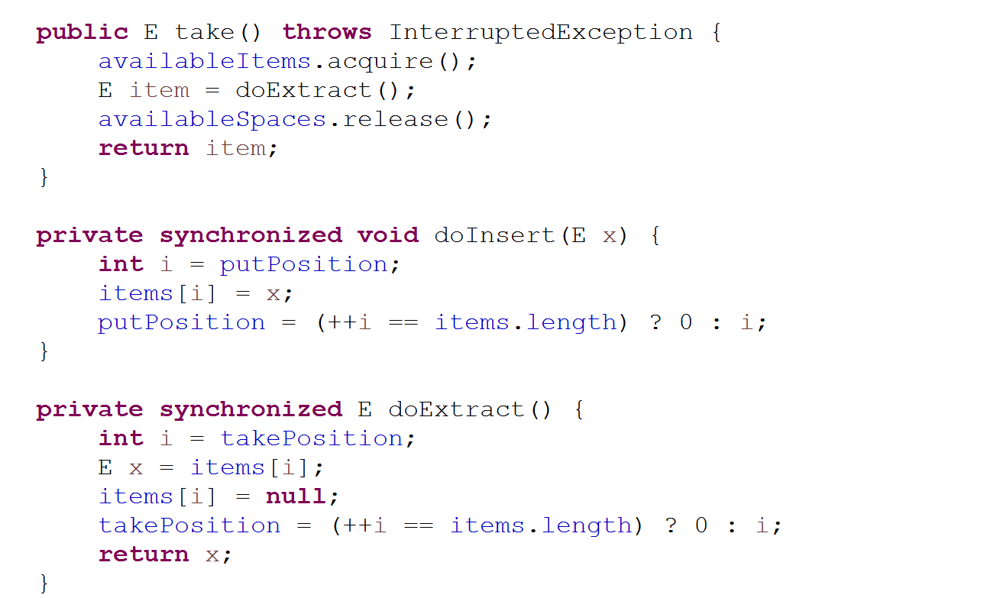 public E take() throws InterruptedException {
    availableItems.acquire();
    E item = doExtract();
    availableSpaces.release();
    return item;
}

private synchronized void doInsert(E x) {
    int i = putPosition;
    items[i] = x;
    putPosition = (++i == items.length) ? 0 : i;
}

private synchronized E doExtract() {
    int i = takePosition;
    E x = items[i];
    items[i] = null;
    takePosition = (++i == items.length) ? 0 : i;
    return x;
}